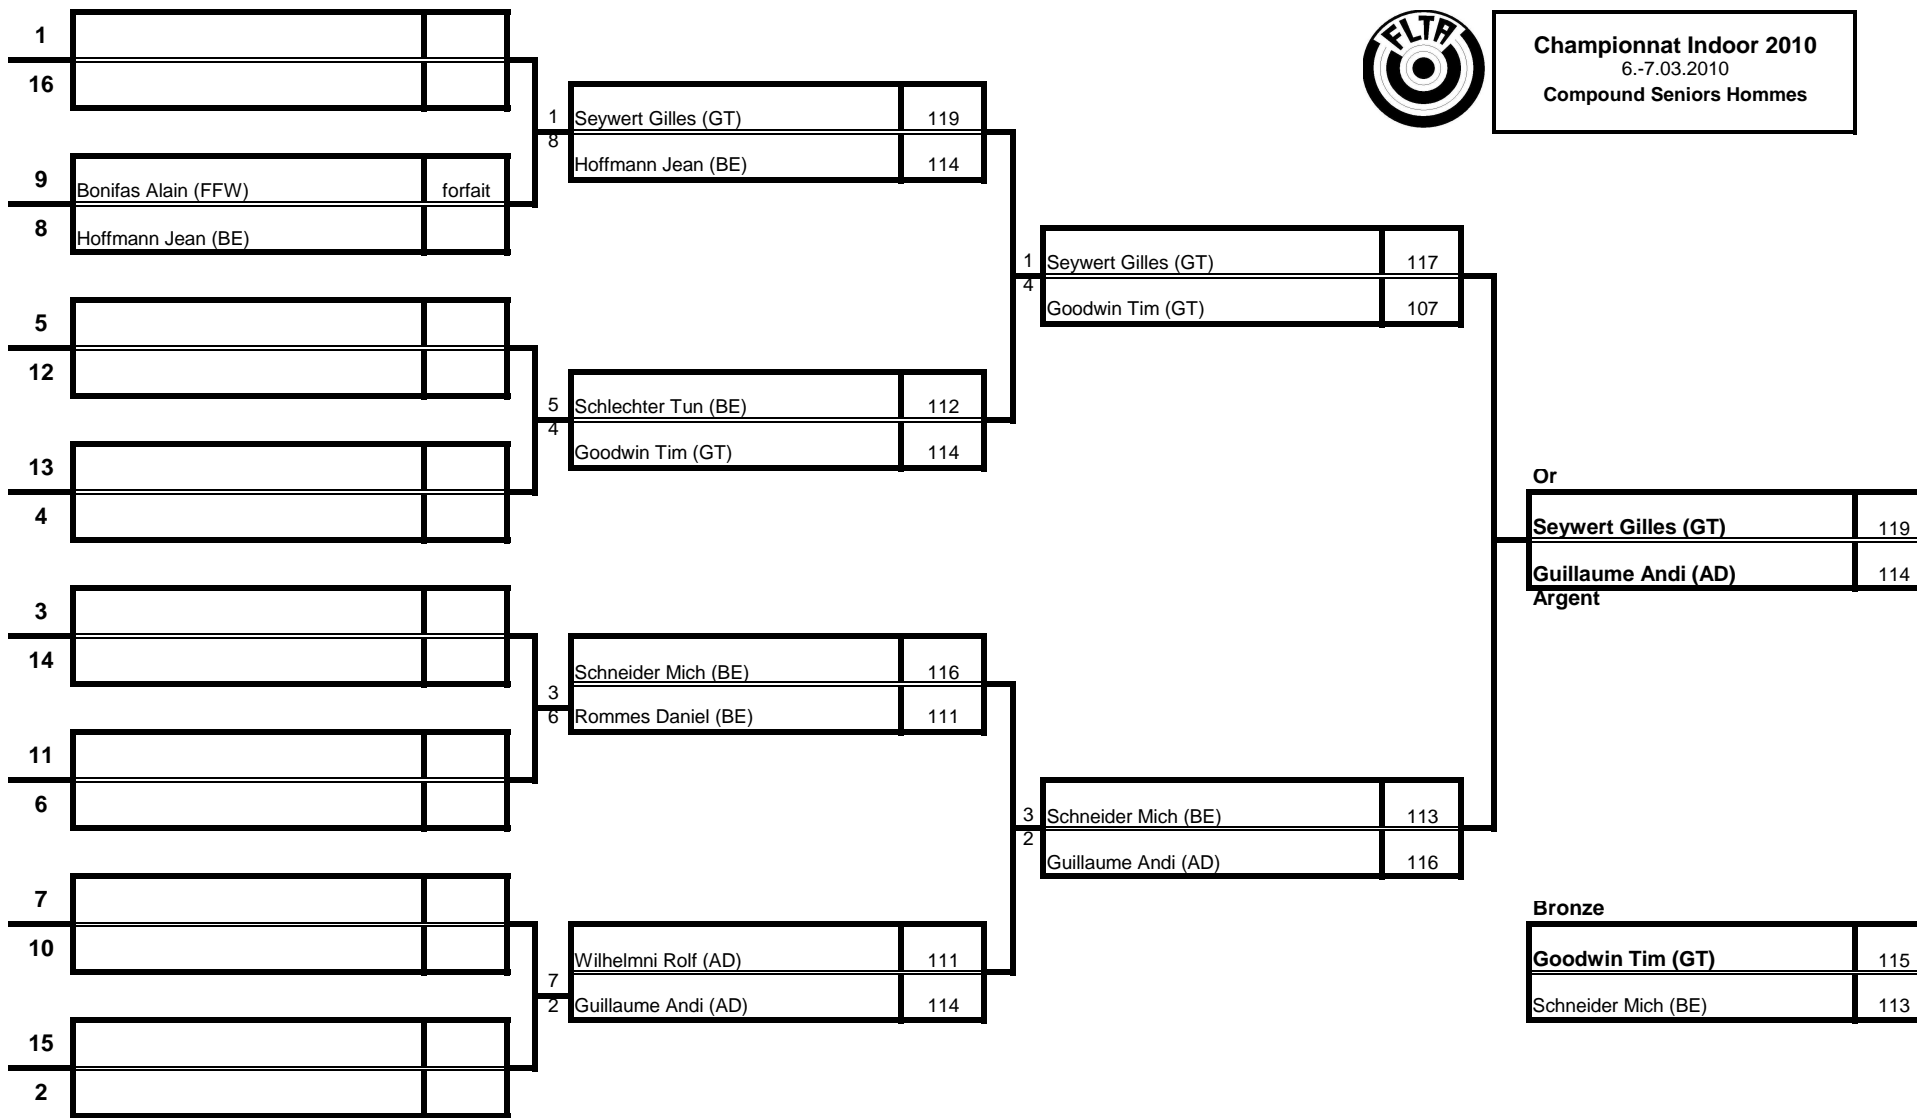 FLTA
Championnat Indoor 2010
6.-7.03.2010
Compound Seniors Hommes
1
16
9 Bonifas Alain (FFW) forfait
8 Hoffmann Jean (BE)
5
12
13
4
3
14
11
6
7
10
15
2
1 Seywert Gilles (GT) 119
8 Hoffmann Jean (BE) 114
5 Schlechter Tun (BE) 112
4 Goodwin Tim (GT) 114
3 Schneider Mich (BE) 116
6 Rommes Daniel (BE) 111
7 Wilhelmni Rolf (AD) 111
2 Guillaume Andi (AD) 114
1 Seywert Gilles (GT) 117
4 Goodwin Tim (GT) 107
3 Schneider Mich (BE) 113
2 Guillaume Andi (AD) 116
Or
Seywert Gilles (GT) 119
Guillaume Andi (AD) 114
Argent
Bronze
Goodwin Tim (GT) 115
Schneider Mich (BE) 113